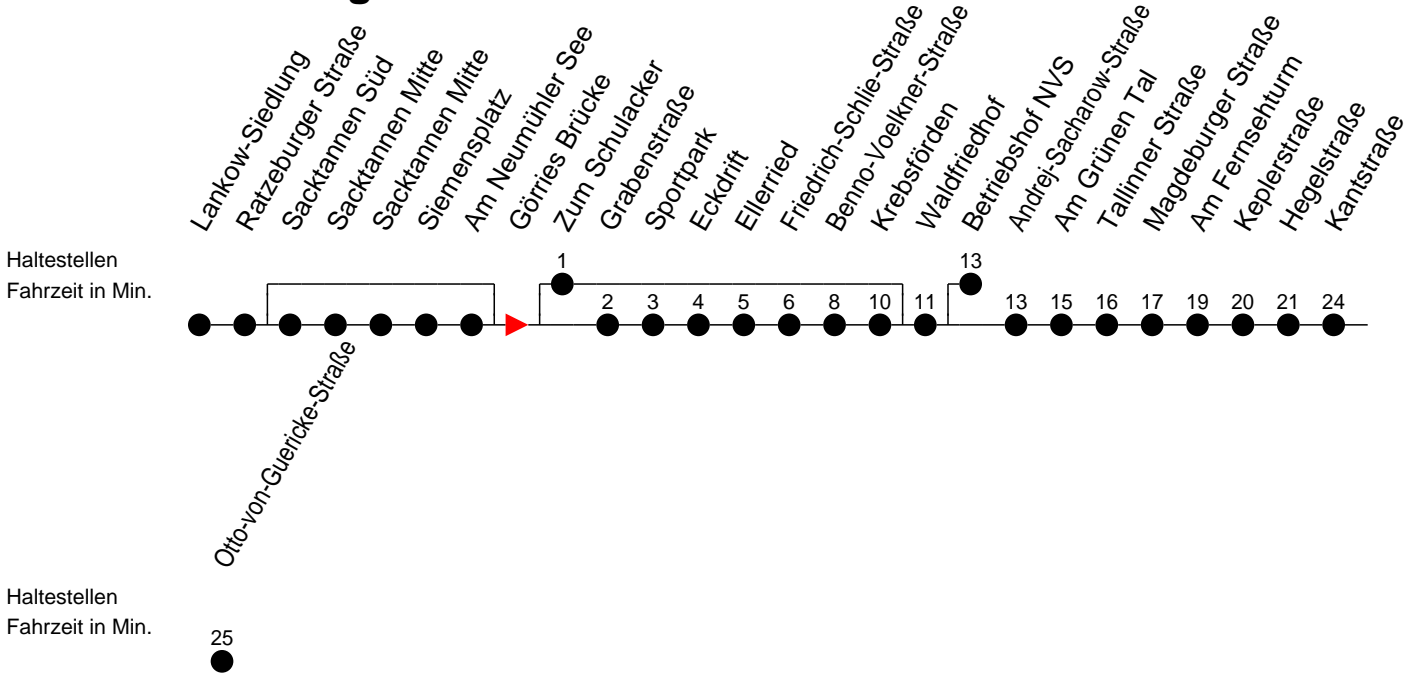 Lankow-Siedlung
Ratzeburger Straße
Sacktannen Süd
Sacktannen Mitte
Sacktannen Mitte
Siemensplatz
Am Neumühler See
Görries Brücke
Zum Schulacker
Grabenstraße
Sportpark
Eckdrift
Ellerried
Friedrich-Schlie-Straße
Benno-Voelkner-Straße
Krebsförden
Waldfriedhof
Betriebshof NVS
Andrej-Sacharow-Straße
Am Grünen Tal
Tallinner Straße
Magdeburger Straße
Am Fernsehturm
Keplerstraße
Hegelstraße
Kantstraße
Haltestellen
1 13
Fahrzeit in Min.
2 3 4 5 6 8 10 11 13 15 16 17 19 20 21 24
Otto-von-Guericke-Straße
Haltestellen
Fahrzeit in Min.
25